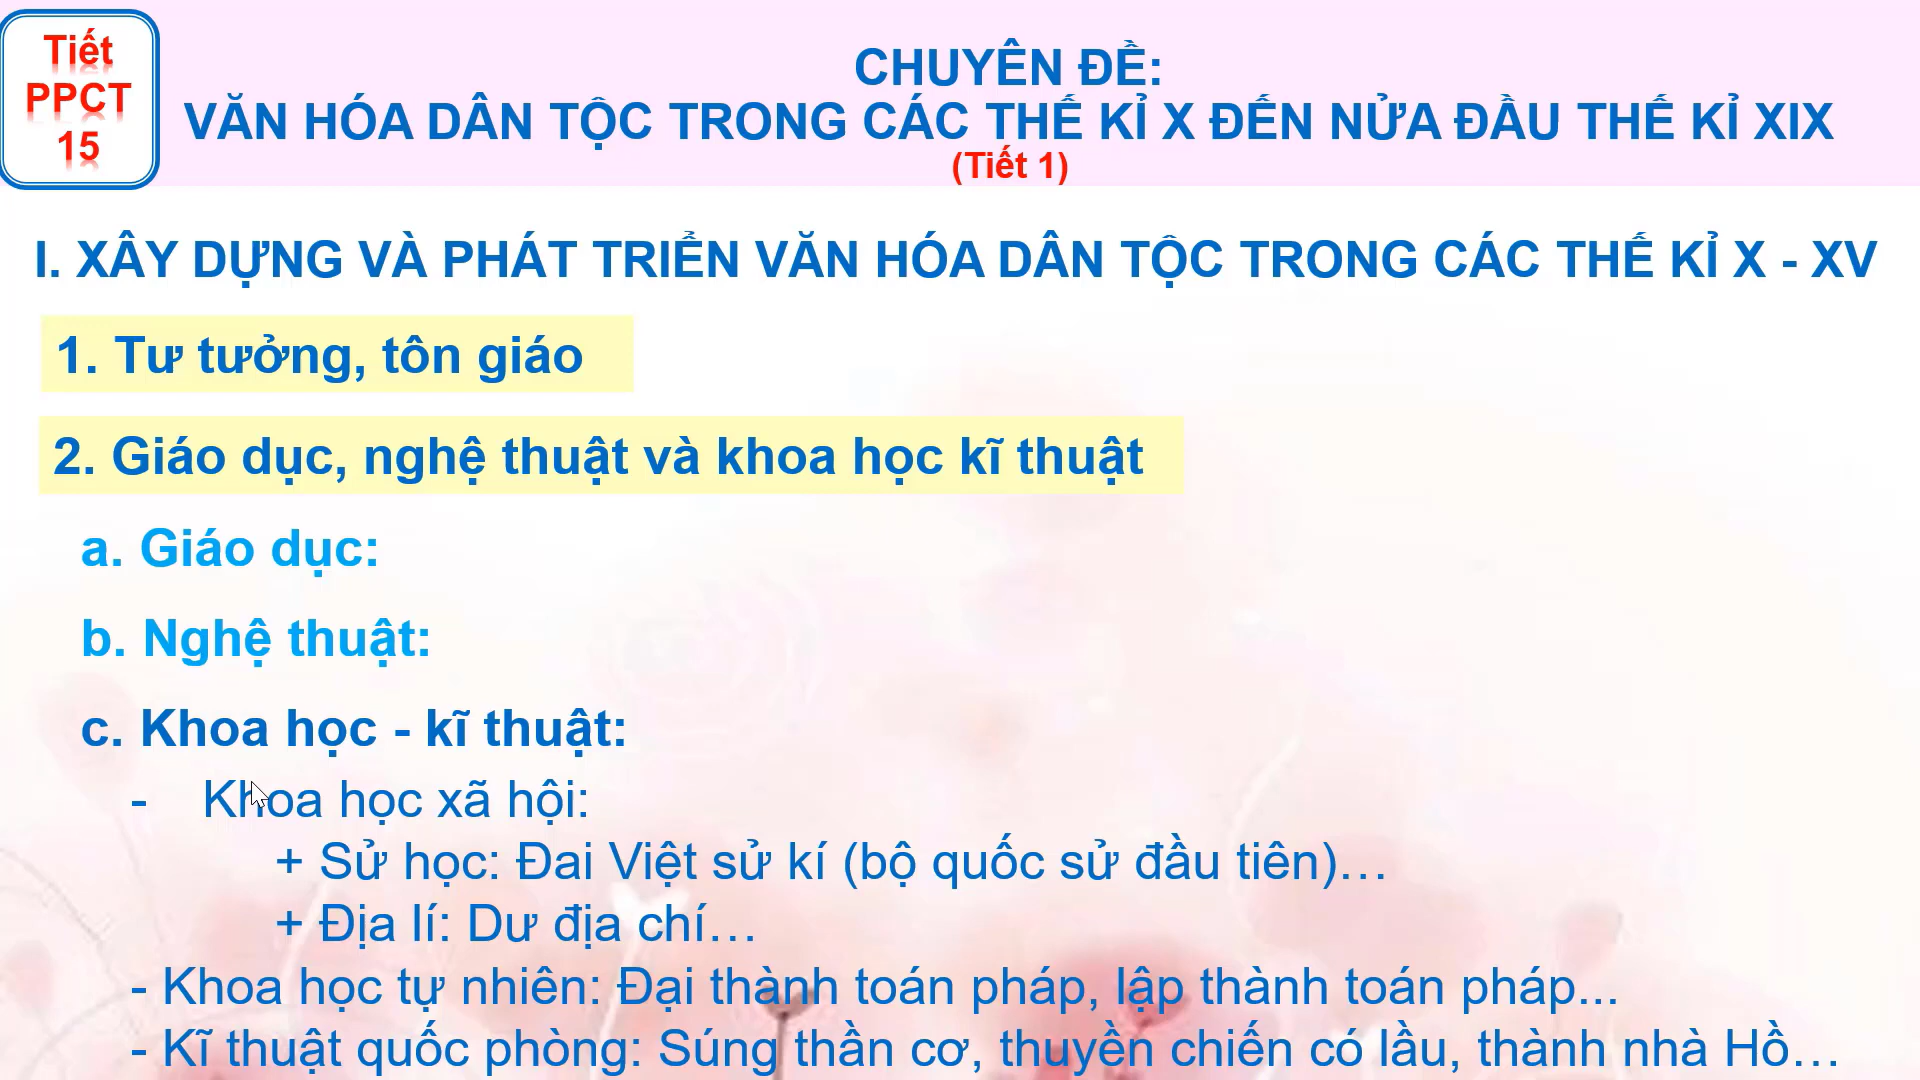 Tiết
PPCT
15
CHUYÊN ĐỀ:
VĂN HÓA DÂN TỘC TRONG CÁC THẾ KỈ X ĐẾN NỬA ĐẦU THẾ KỈ XIX
(Tiết 1)
I. XÂY DỰNG VÀ PHÁT TRIỂN VĂN HÓA DÂN TỘC TRONG CÁC THẾ KỈ X - XV
1. Tư tưởng, tôn giáo
2. Giáo dục, nghệ thuật và khoa học kĩ thuật
a. Giáo dục:
b. Nghệ thuật:
c. Khoa học - kĩ thuật:
- Khoa học xã hội:
+ Sử học: Đai Việt sử kí (bộ quốc sử đầu tiên)…
+ Địa lí: Dư địa chí…
- Khoa học tự nhiên: Đại thành toán pháp, lập thành toán pháp...
- Kĩ thuật quốc phòng: Súng thần cơ, thuyền chiến có lầu, thành nhà Hồ…